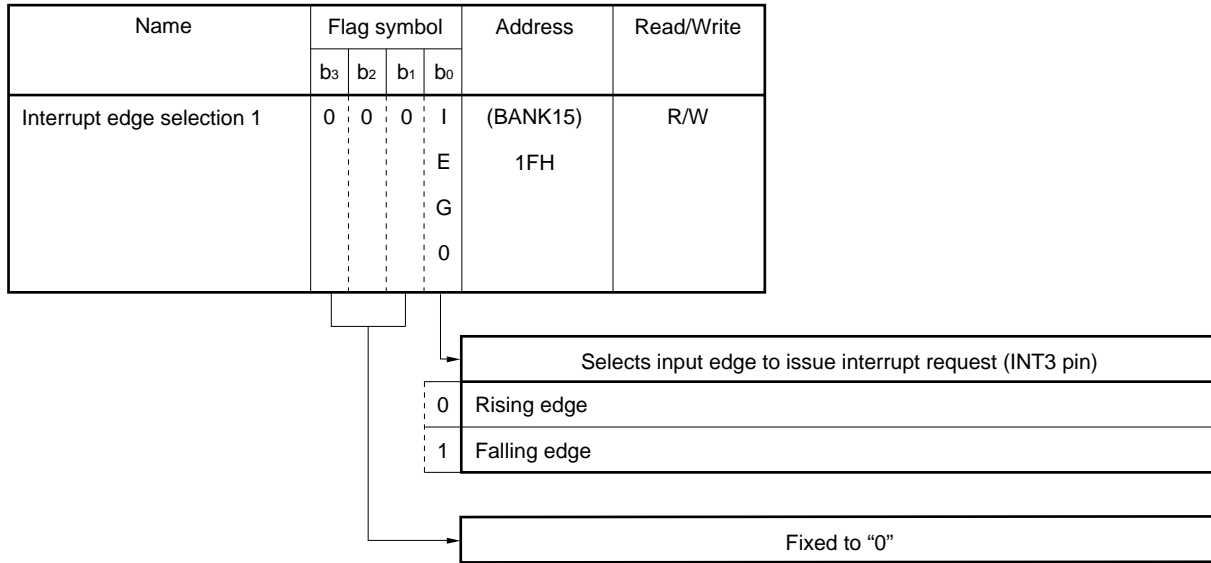 Name Flag symbol Address Read/Write
b3 b2 b1 b0
Interrupt edge selection 1 0 0 0 I (BANK15) R/W
E 1FH
G
0
Selects input edge to issue interrupt request (INT3 pin)
0 Rising edge
1 Falling edge
Fixed to “0”